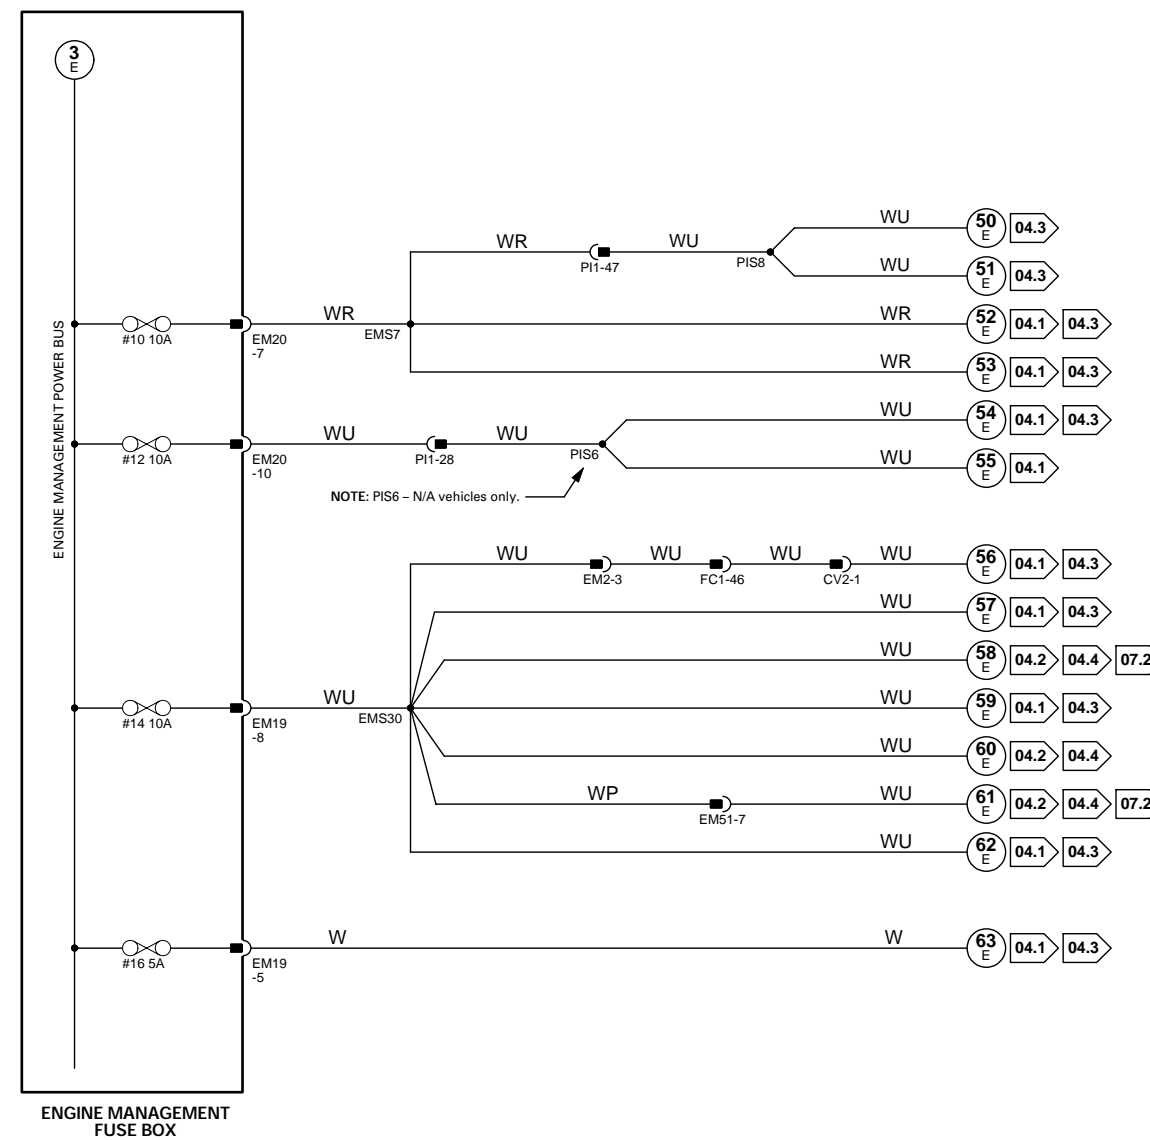 3
E
WU
50
E
04.3
WR
WU
PI1-47
PIS8
WU
51
E
04.3
WR
WR
52
E
04.1
04.3
#10 10A
EM20
-7
EMS7
WR
53
E
04.1
04.3
WU
54
E
04.1
04.3
WU
WU
#12 10A
EM20
-10
PI1-28
PIS6
WU
55
E
04.1
NOTE: PIS6 – N/A vehicles only.
ENGINE MANAGEMENT POWER BUS
WU
WU
WU
WU
56
E
04.1
04.3
EM2-3
FC1-46
CV2-1
WU
57
E
04.1
04.3
WU
58
E
04.2
04.4
07.2
WU
WU
59
E
04.1
04.3
#14 10A
EM19
-8
EMS30
WU
60
E
04.2
04.4
WP
WU
61
E
04.2
04.4
07.2
EM51-7
WU
62
E
04.1
04.3
W
W
63
E
04.1
04.3
#16 5A
EM19
-5
ENGINE MANAGEMENT
FUSE BOX